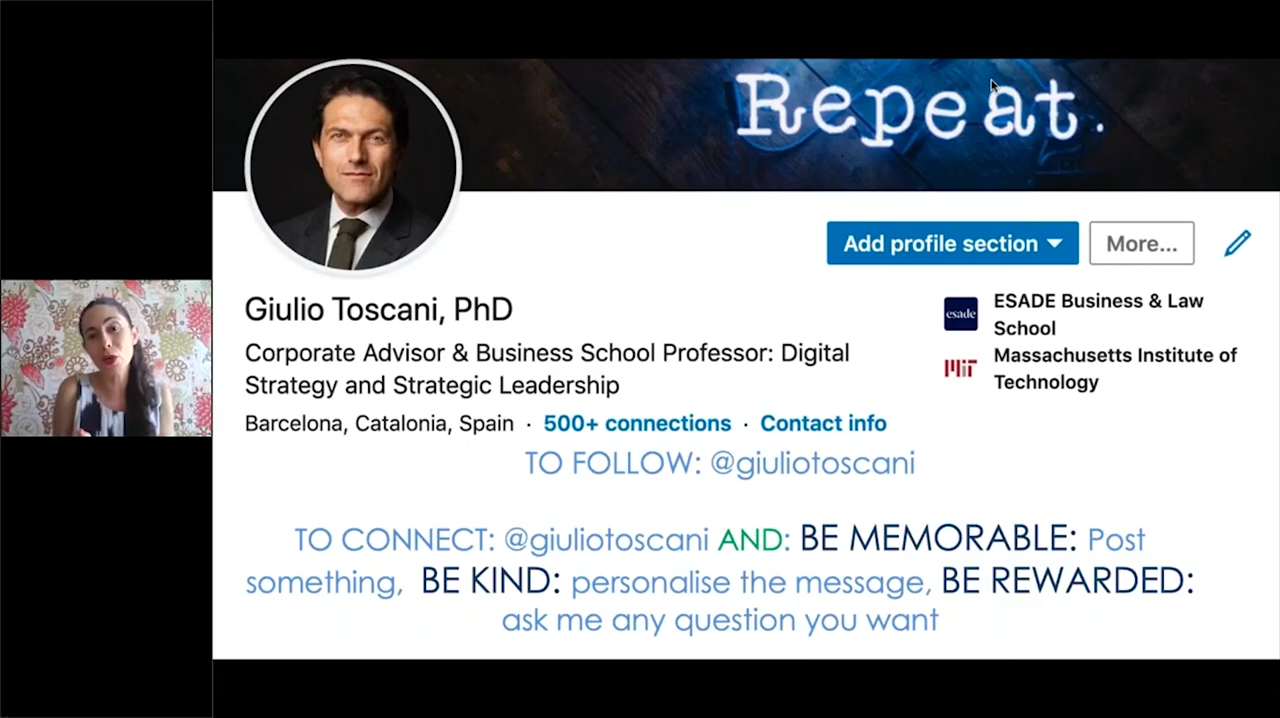 Repeat.
Add profile section
More...
Giulio Toscani, PhD
Corporate Advisor & Business School Professor: Digital
Strategy and Strategic Leadership
Barcelona, Catalonia, Spain · 500+ connections · Contact info
esade
ESADE Business & Law
School
MIT
Massachusetts Institute of
Technology
TO FOLLOW: @giuliotoscani
TO CONNECT: @giuliotoscani AND: BE MEMORABLE: Post
something, BE KIND: personalise the message, BE REWARDED:
ask me any question you want